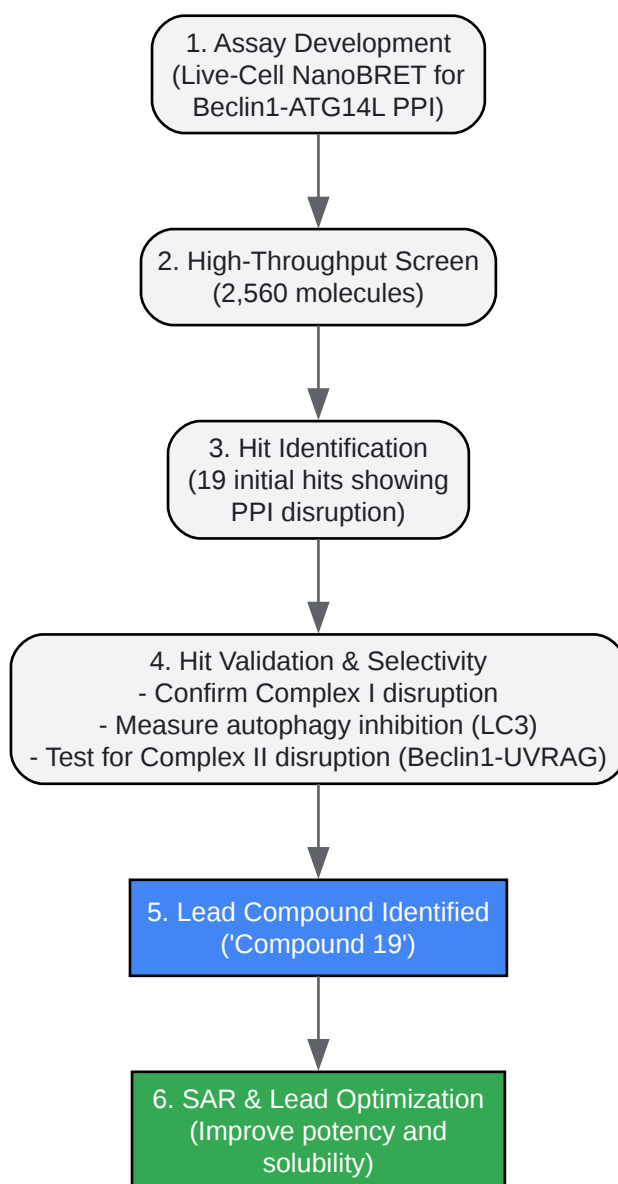 1. Assay Development
(Live-Cell NanoBRET for
Beclin1-ATG14L PPI)
2. High-Throughput Screen
(2,560 molecules)
3. Hit Identification
(19 initial hits showing
PPI disruption)
4. Hit Validation & Selectivity
- Confirm Complex I disruption
- Measure autophagy inhibition (LC3)
- Test for Complex II disruption (Beclin1-UVRAG)
5. Lead Compound Identified
('Compound 19')
6. SAR & Lead Optimization
(Improve potency and
solubility)